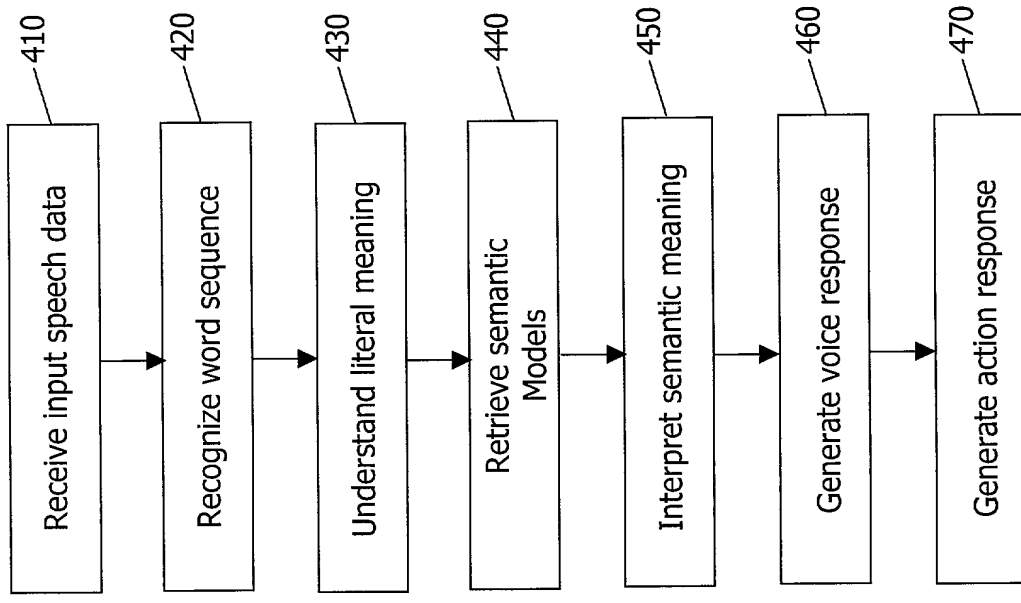 410
Receive input speech data
420
Recognize word sequence
430
Understand literal meaning
440
Retrieve semantic
Models
450
Interpret semantic meaning
460
Generate voice response
470
Generate action response